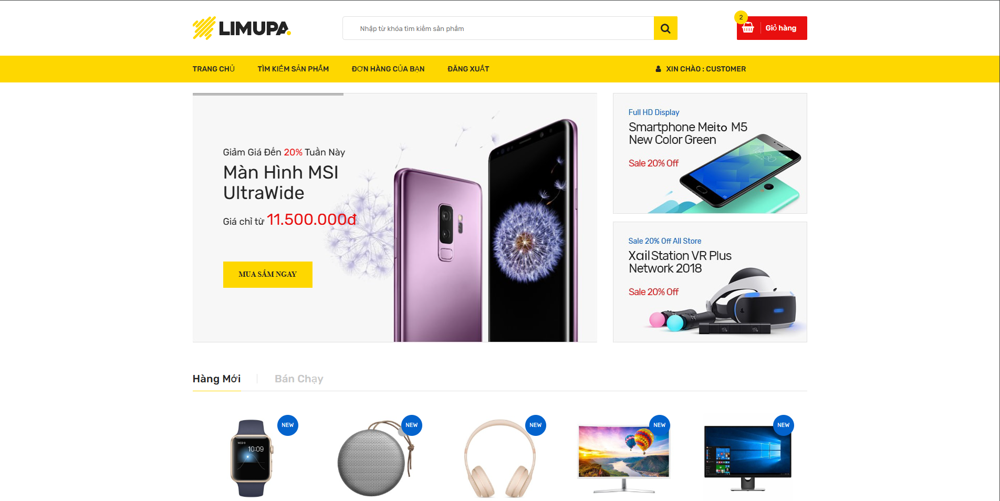 LIMUPA.
Nhập từ khóa tìm kiếm sản phẩm
2
Giỏ hàng
TRANG CHỦ
TÌM KIẾM SẢN PHẨM
ĐƠN HÀNG CỦA BẠN
ĐĂNG XUẤT
XIN CHÀO : CUSTOMER
Giảm Giá Đến 20% Tuần Này
Màn Hình MSI
UltraWide
Giá chỉ từ 11.500.000đ
MUA SẮM NGAY
Full HD Display
Smartphone Meito M5
New Color Green
Sale 20% Off
Sale 20% Off All Store
Xail Station VR Plus
Network 2018
Sale 20% Off
Hàng Mới
Bán Chạy
NEW
NEW
NEW
NEW
NEW
WED 9
10:09